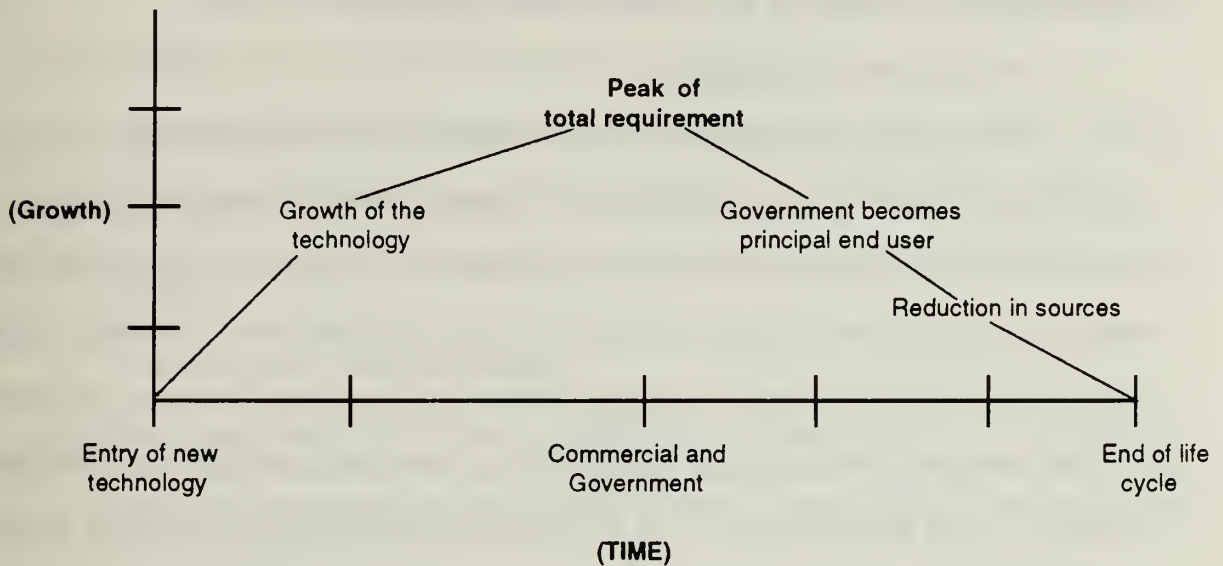 Peak of
total requirement
(Growth)
Growth of the
technology
Government becomes
principal end user
Reduction in sources
Entry of new
technology
Commercial and
Government
End of life
cycle
(TIME)